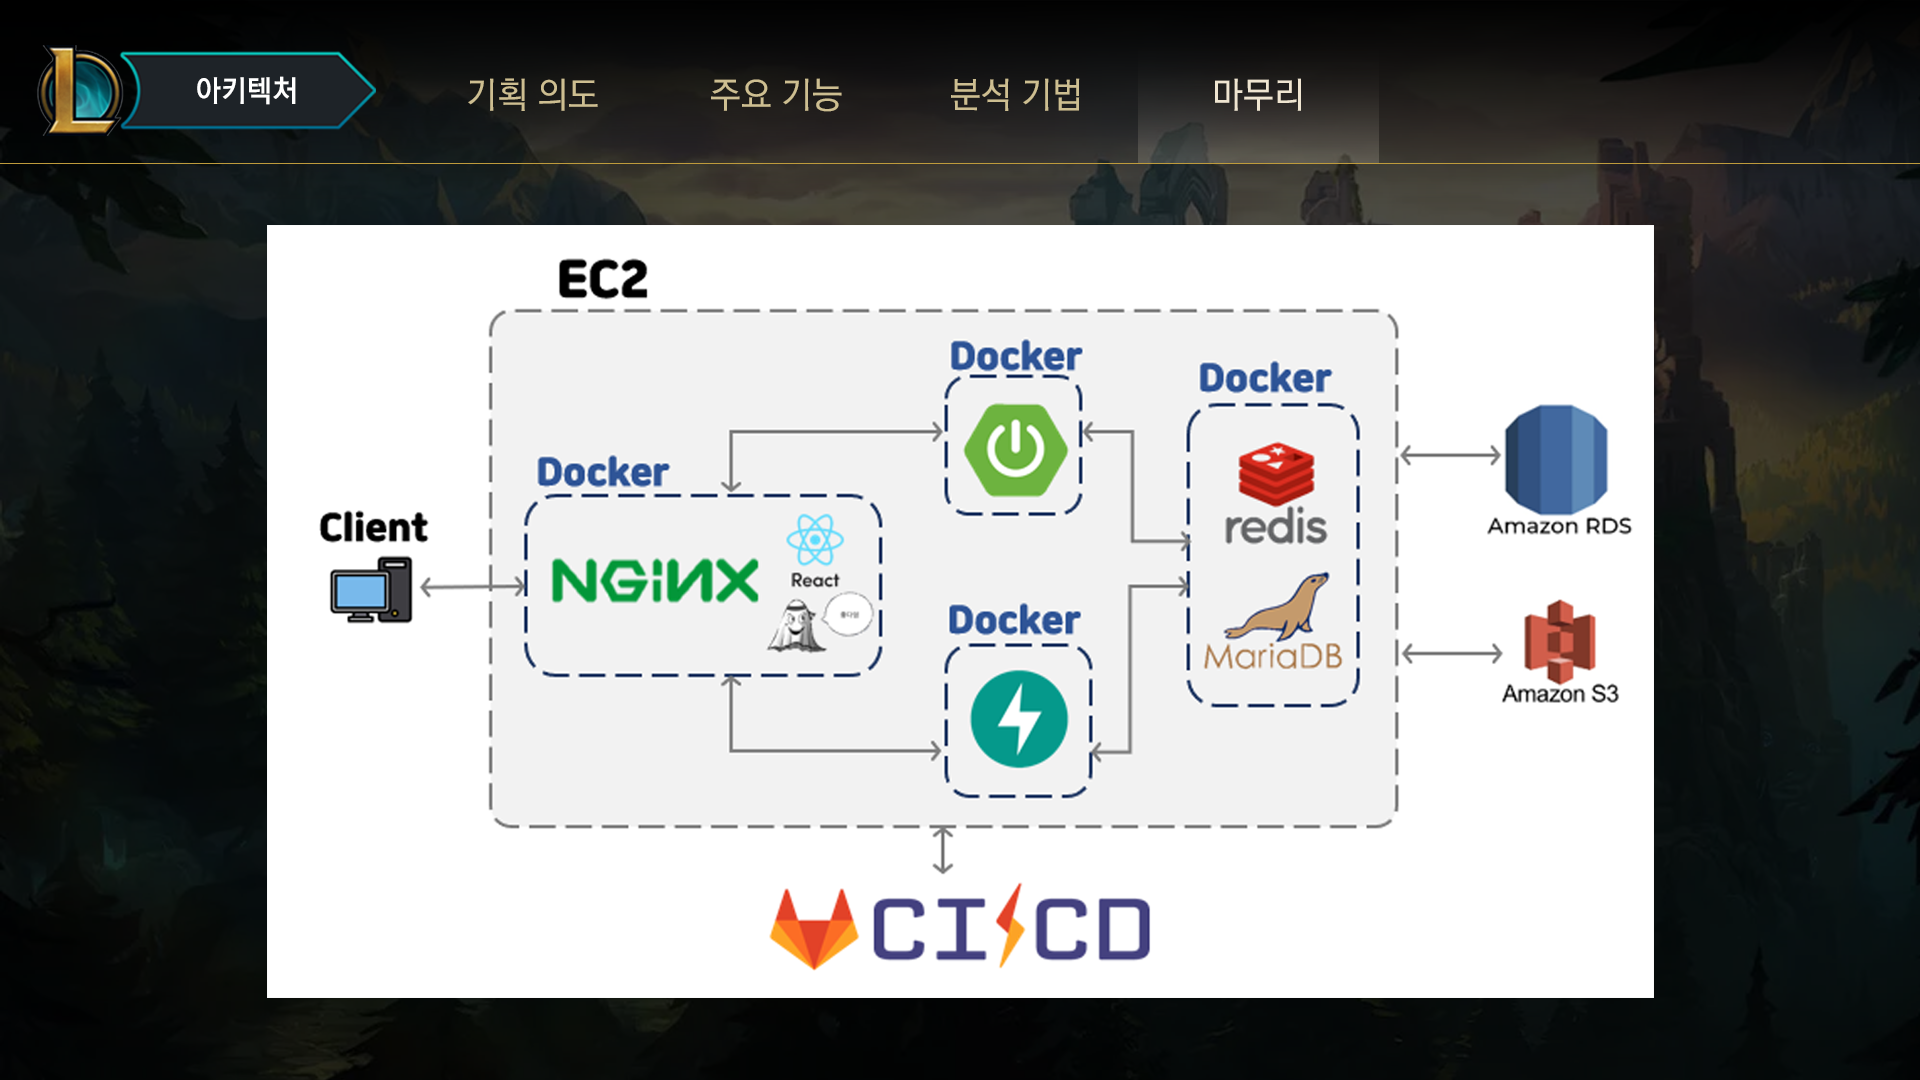 아키텍처
기획 의도
주요 기능
분석 기법
마무리
EC2
Docker
Docker
Docker
Client
NGINX
React
redis
MariaDB
Docker
Amazon RDS
Amazon S3
CI/CD